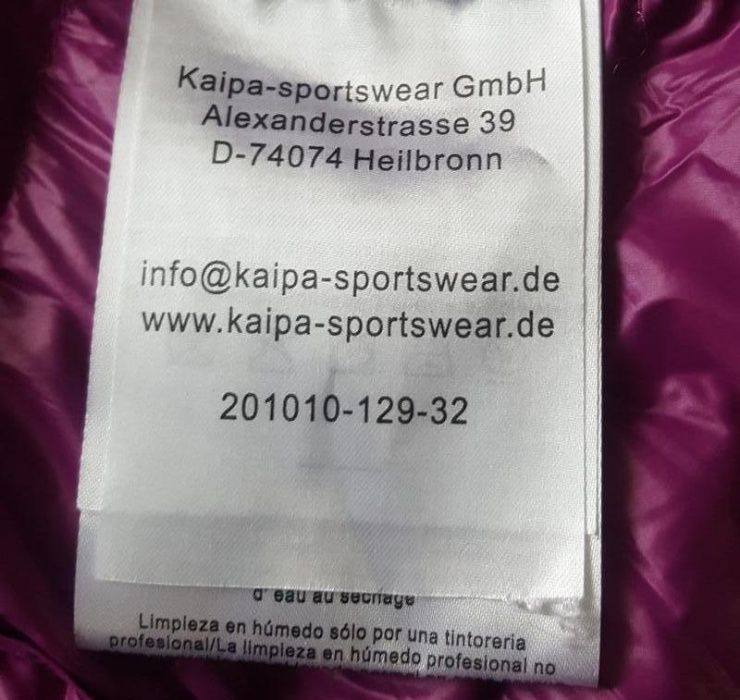 Kaipa-sportswear GmbH
Alexanderstrasse 39
D-74074 Heilbronn
info@kaipa-sportswear.de
www.kaipa-sportswear.de
201010-129-32
d' eau au séchage
Limpieza en húmedo sólo por una tintoreria
profesional/La limpieza en húmedo profesional no